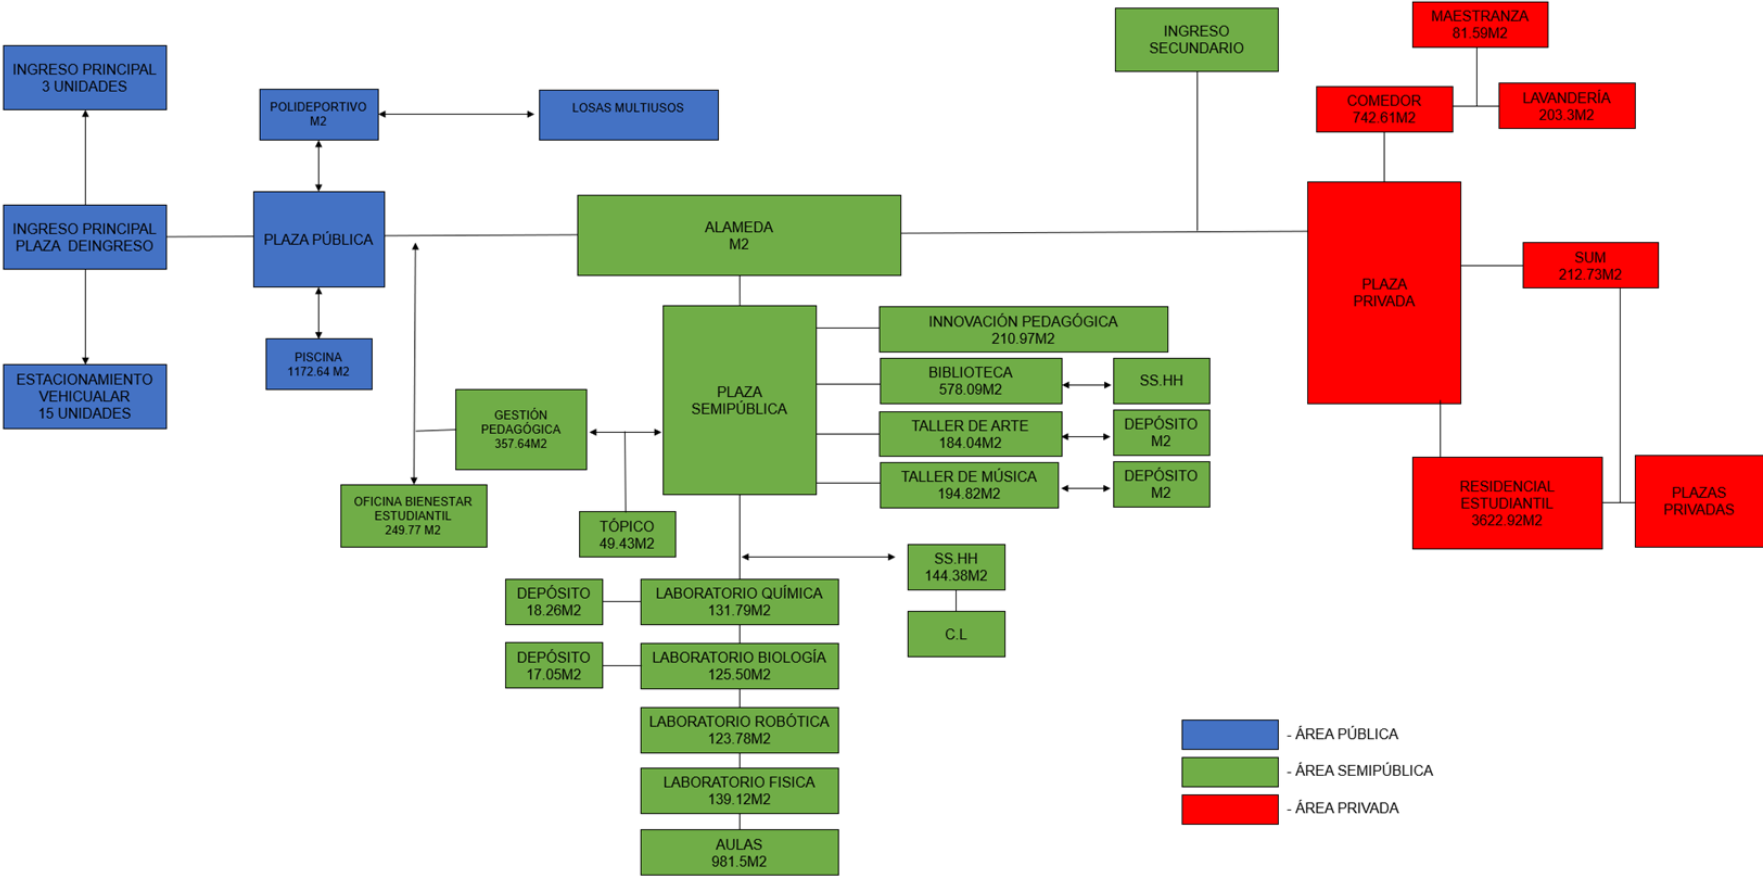 INGRESO PRINCIPAL
3 UNIDADES
INGRESO PRINCIPAL
PLAZA DEINGRESO
ESTACIONAMIENTO
VEHICUALAR
15 UNIDADES
POLIDEPORTIVO
M2
LOSAS MULTIUSOS
PLAZA PÚBLICA
PISCINA
1172.64 M2
ALAMEDA
M2
INGRESO
SECUNDARIO
PLAZA
SEMIPÚBLICA
INNOVACIÓN PEDAGÓGICA
210.97M2
BIBLIOTECA
578.09M2
SS.HH
TALLER DE ARTE
184.04M2
DEPÓSITO
M2
TALLER DE MÚSICA
194.82M2
DEPÓSITO
M2
GESTIÓN
PEDAGÓGICA
357.64M2
OFICINA BIENESTAR
ESTUDIANTIL
249.77 M2
TÓPICO
49.43M2
SS.HH
144.38M2
C.L
DEPÓSITO
18.26M2
LABORATORIO QUÍMICA
131.79M2
DEPÓSITO
17.05M2
LABORATORIO BIOLOGÍA
125.50M2
LABORATORIO ROBÓTICA
123.78M2
LABORATORIO FISICA
139.12M2
AULAS
981.5M2
MAESTRANZA
81.59M2
COMEDOR
742.61M2
LAVANDERÍA
203.3M2
PLAZA
PRIVADA
SUM
212.73M2
RESIDENCIAL
ESTUDIANTIL
3622.92M2
PLAZAS
PRIVADAS
- ÁREA PÚBLICA
- ÁREA SEMIPÚBLICA
- ÁREA PRIVADA